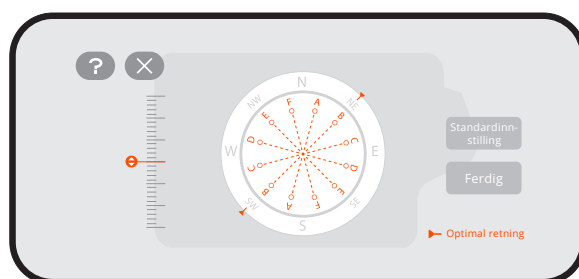 ?
N
NW
NE
F
A
E
B
D
C
W
E
C
D
B
E
A
F
SW
SE
S
Standardinn-
stilling
Ferdig
Optimal retning